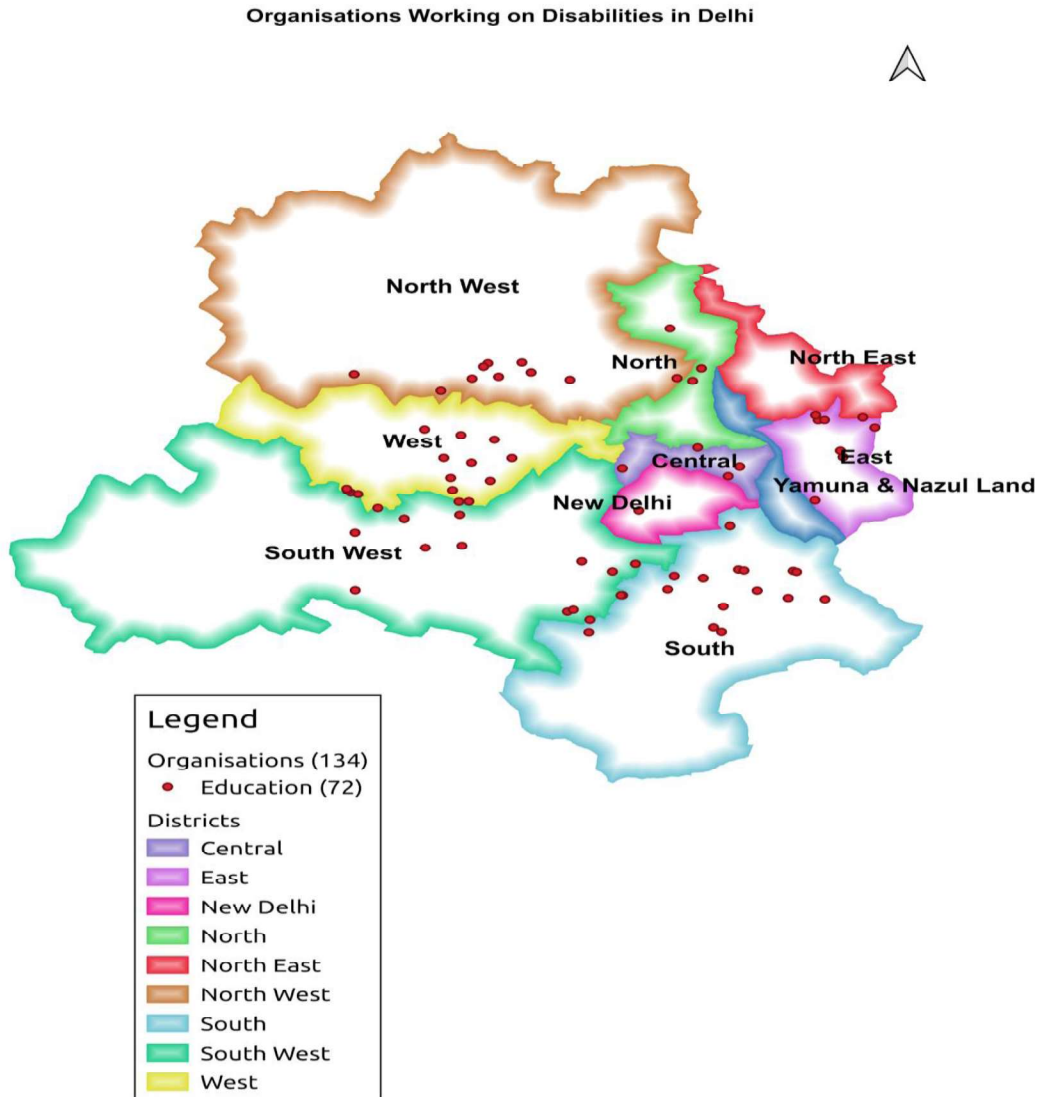 Organisations Working on Disabilities in Delhi
North West
North
North East
West
Central
East
New Delhi
Yamuna & Nazul Land
South West
South
Legend
Organisations (134)
Education (72)
Districts
Central
East
New Delhi
North
North East
North West
South
South West
West